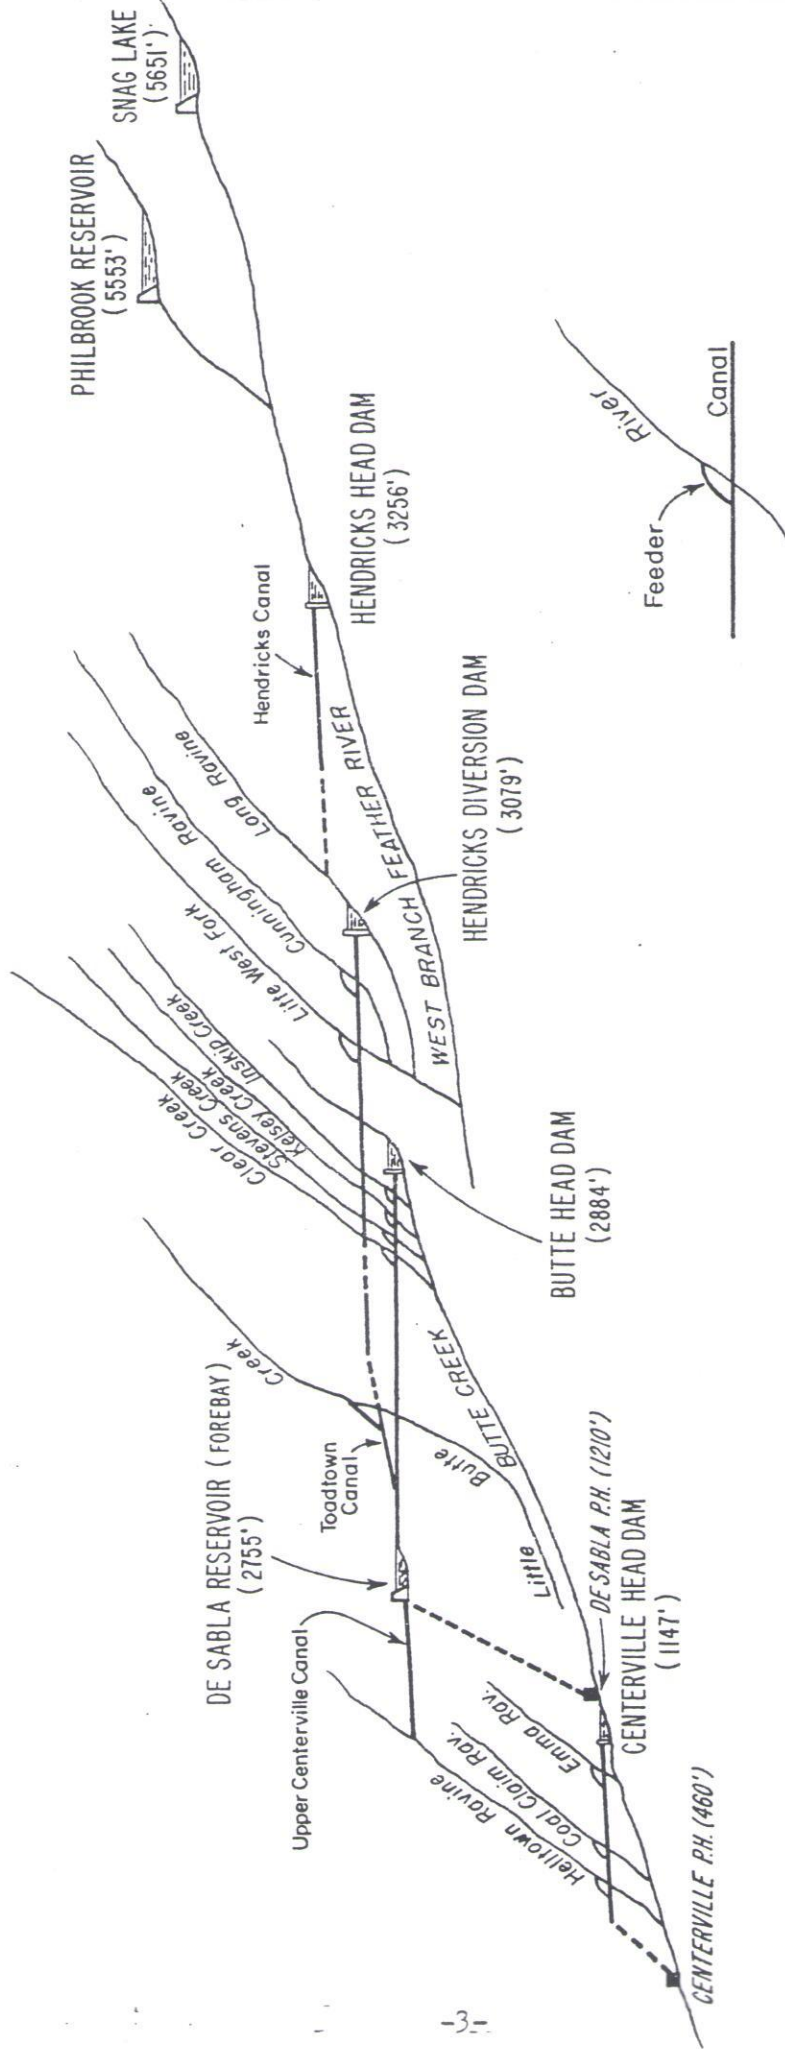 SNAG LAKE
(5651')
PHILBROOK RESERVOIR
(5553')
HENDRICKS HEAD DAM
(3256')
Hendricks Canal
River
Feeder
Canal
Long Ravine
Cunningham Ravine
Litte West Fork
WEST BRANCH FEATHER RIVER
HENDRICKS DIVERSION DAM
(3079')
Inskip Creek
Kelsey Creek
Stevens Creek
Clear Creek
BUTTE HEAD DAM
(2884')
BUTTE CREEK
Creek
Butte
Little
Toadtown
Canal
DE SABLA RESERVOIR (FOREBAY)
(2755')
Upper Centerville Canal
DE SABLA P.H. (1210')
CENTERVILLE HEAD DAM
(1147')
Emma Rav.
Coal Claim Rav.
Helltown Ravine
CENTERVILLE P.H. (460')
-3-